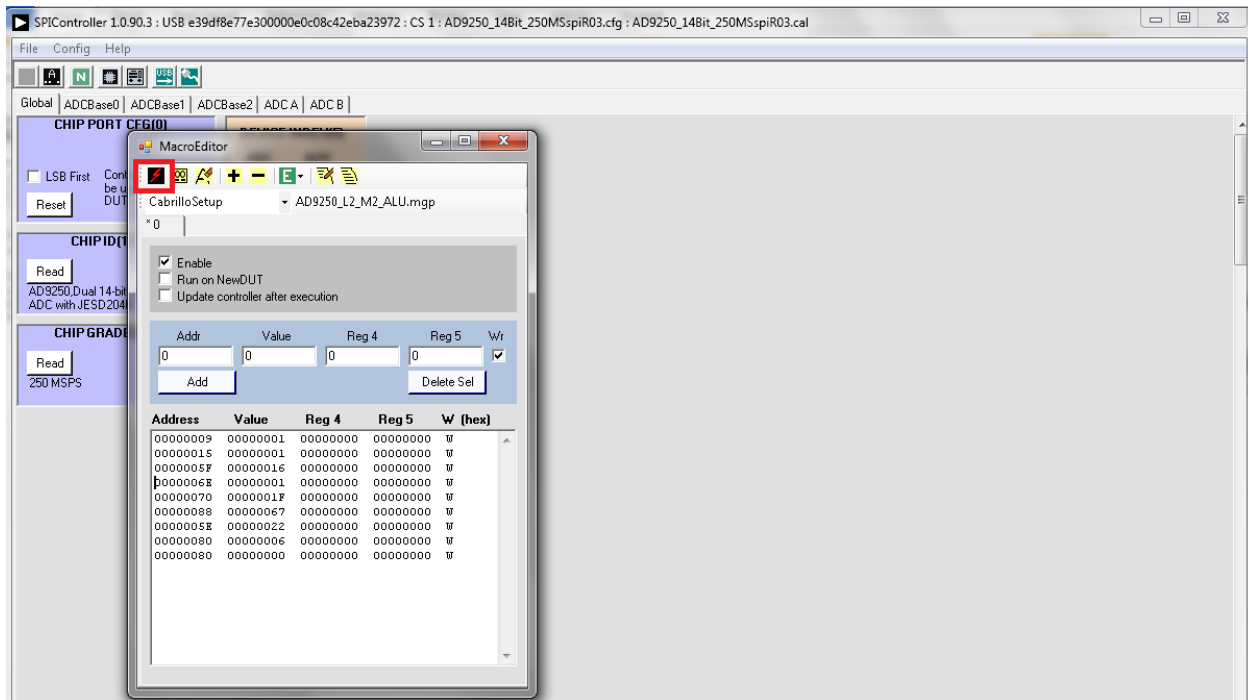 SPIController 1.0.90.3 : USB e39df8e77e300000e0c08c42eba23972 : CS 1 : AD9250_14Bit_250MSspiR03.cfg : AD9250_14Bit_250MSspiR03.cal
File Config Help
A N USB
Global ADCBase0 ADCBase1 ADCBase2 ADC A ADC B
CHIP PORT CFG(0)
LSB First Cont
be u
DUT
Reset
CHIP ID(1
Read
AD9250,Dual 14-bit
ADC with JESD204
CHIP GRADE
Read
250 MSPS
MacroEditor
E
CabrilloSetup AD9250_L2_M2_ALU.mgp
* 0
Enable
Run on NewDUT
Update controller after execution
Addr Value Reg 4 Reg 5 Wr
0 0 0 0
Add Delete Sel
Address Value Reg 4 Reg 5 W (hex)
00000009 00000001 00000000 00000000 W
00000015 00000001 00000000 00000000 W
0000005F 00000016 00000000 00000000 W
0000006E 00000001 00000000 00000000 W
00000070 0000001F 00000000 00000000 W
00000088 00000067 00000000 00000000 W
0000005E 00000022 00000000 00000000 W
00000080 00000006 00000000 00000000 W
00000080 00000000 00000000 00000000 W